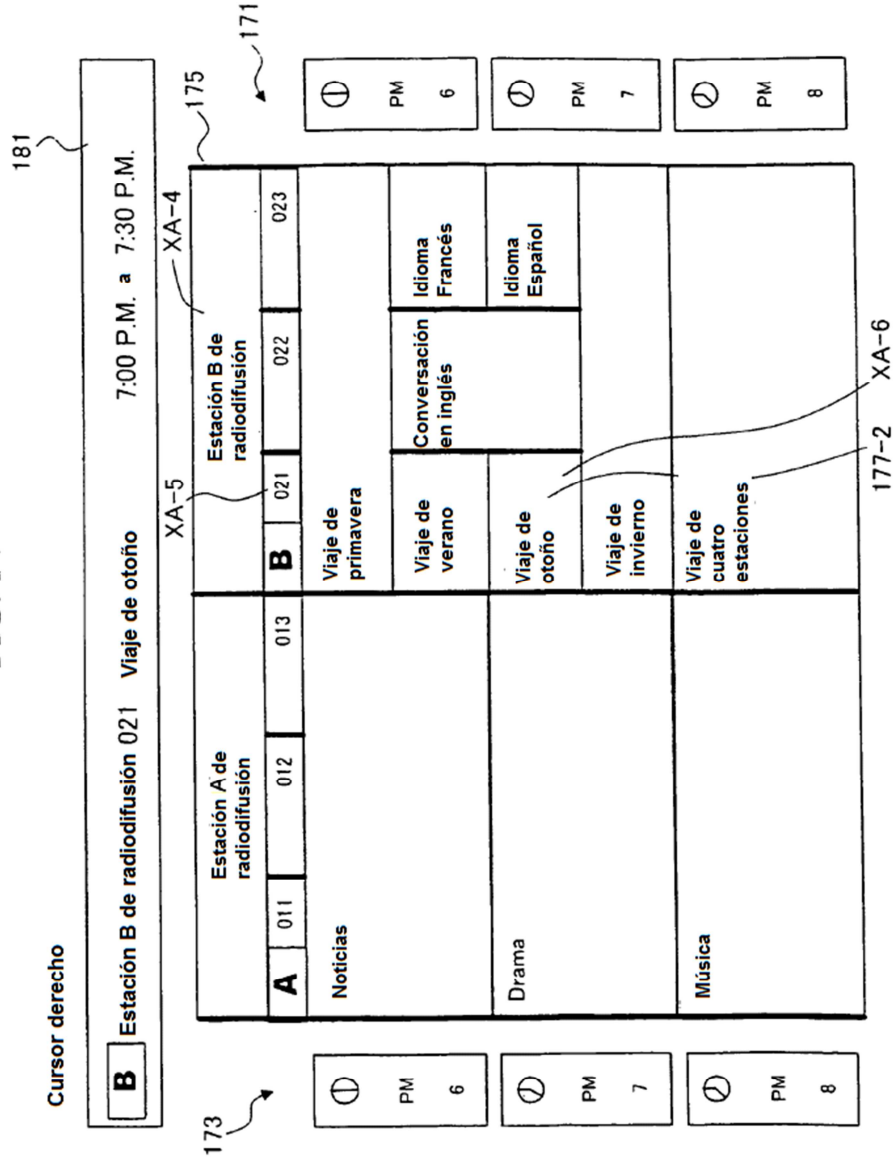 Cursor derecho
181
B Estación B de radiodifusión 021 Viaje de otoño 7:00 P.M. a 7:30 P.M.
173
175
171
XA-4
XA-5
Estación A de
radiodifusión
Estación B de
radiodifusión
A 011 012 013 B 021 022 023
PM
6
Noticias
Viaje de
primavera
PM
6
Viaje de
verano
Conversación
en inglés
Idioma
Francés
PM
7
Drama
Viaje de
otoño
Idioma
Español
PM
7
Viaje de
invierno
PM
8
Música
Viaje de
cuatro
estaciones
PM
8
177-2
XA-6